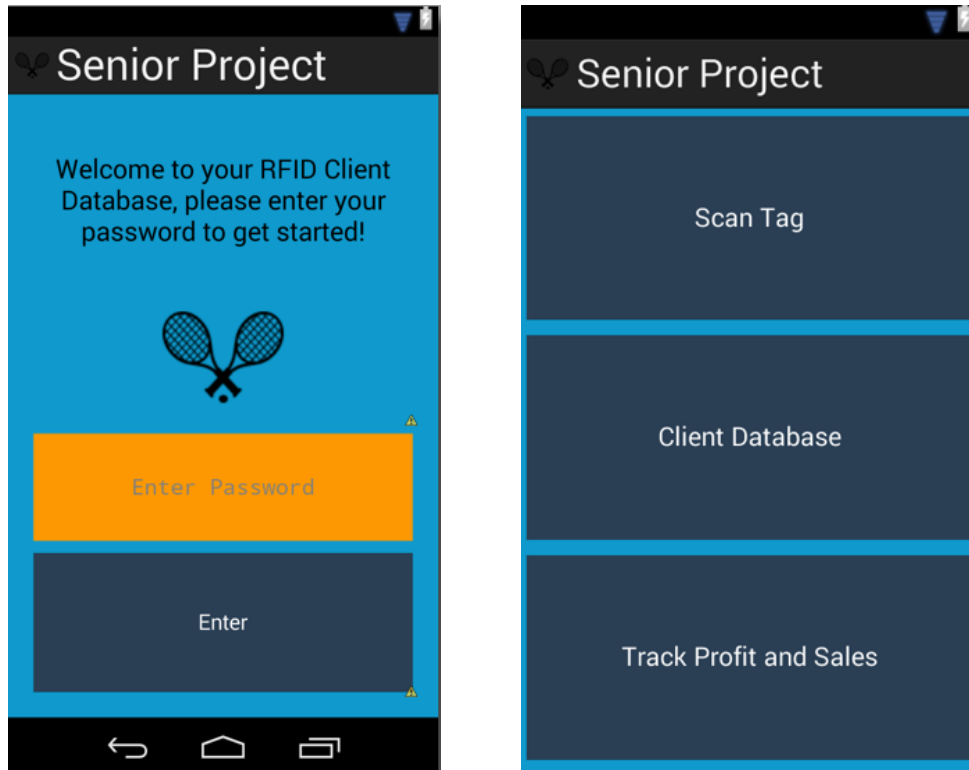 Senior Project
Welcome to your RFID Client
Database, please enter your
password to get started!
Enter Password
Enter
Senior Project
Scan Tag
Client Database
Track Profit and Sales